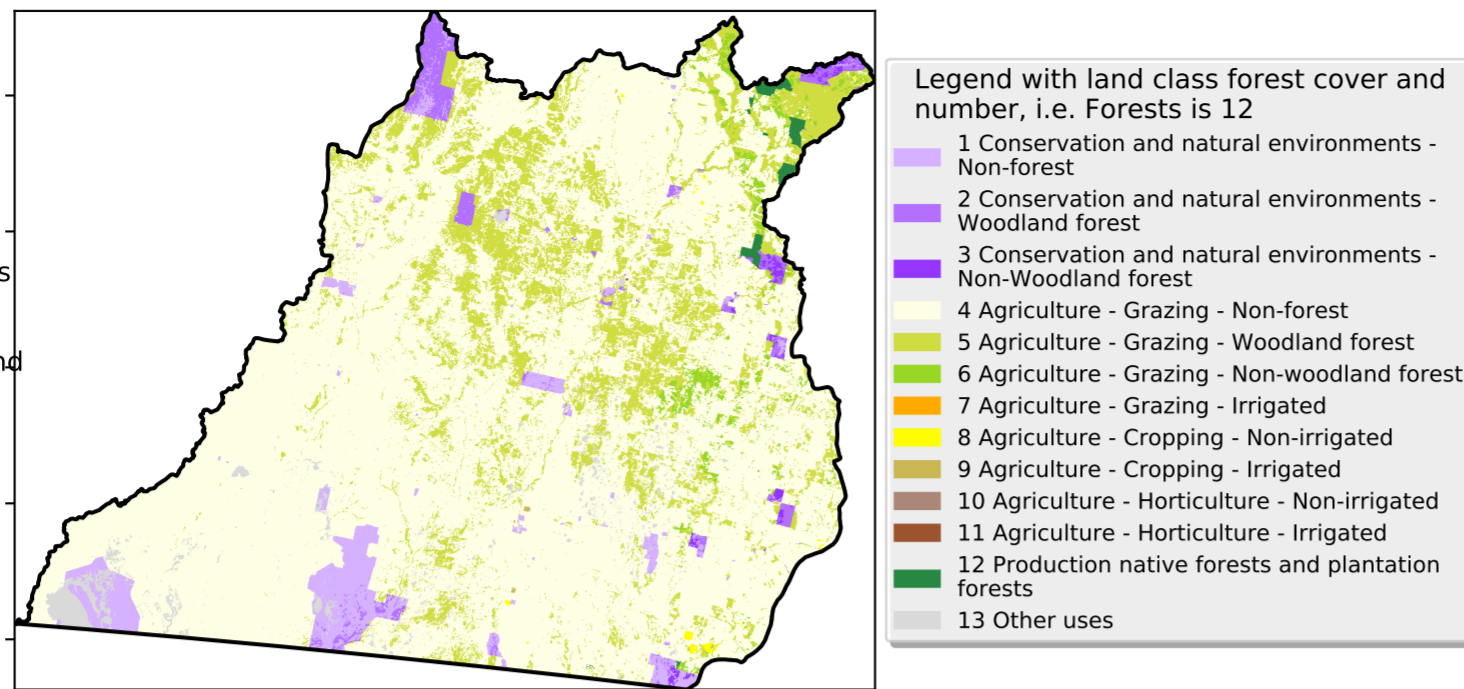 s
nd
Legend with land class forest cover and
number, i.e. Forests is 12
1 Conservation and natural environments -
Non-forest
2 Conservation and natural environments -
Woodland forest
3 Conservation and natural environments -
Non-Woodland forest
4 Agriculture - Grazing - Non-forest
5 Agriculture - Grazing - Woodland forest
6 Agriculture - Grazing - Non-woodland forest
7 Agriculture - Grazing - Irrigated
8 Agriculture - Cropping - Non-irrigated
9 Agriculture - Cropping - Irrigated
10 Agriculture - Horticulture - Non-irrigated
11 Agriculture - Horticulture - Irrigated
12 Production native forests and plantation
forests
13 Other uses